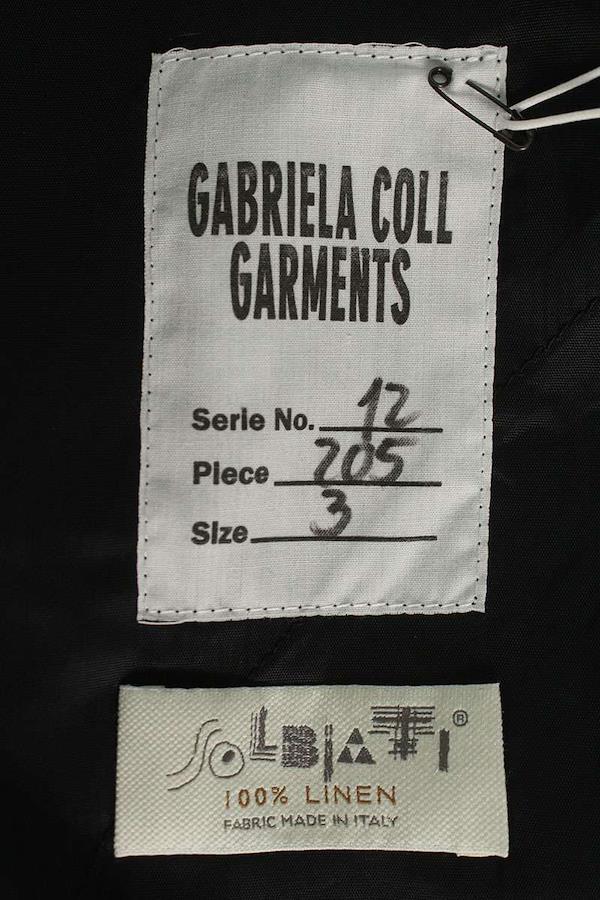 GABRIELA COLL
GARMENTS
Serie No. 12
Piece 205
Size 3
SOLBIATI®
100% LINEN
FABRIC MADE IN ITALY